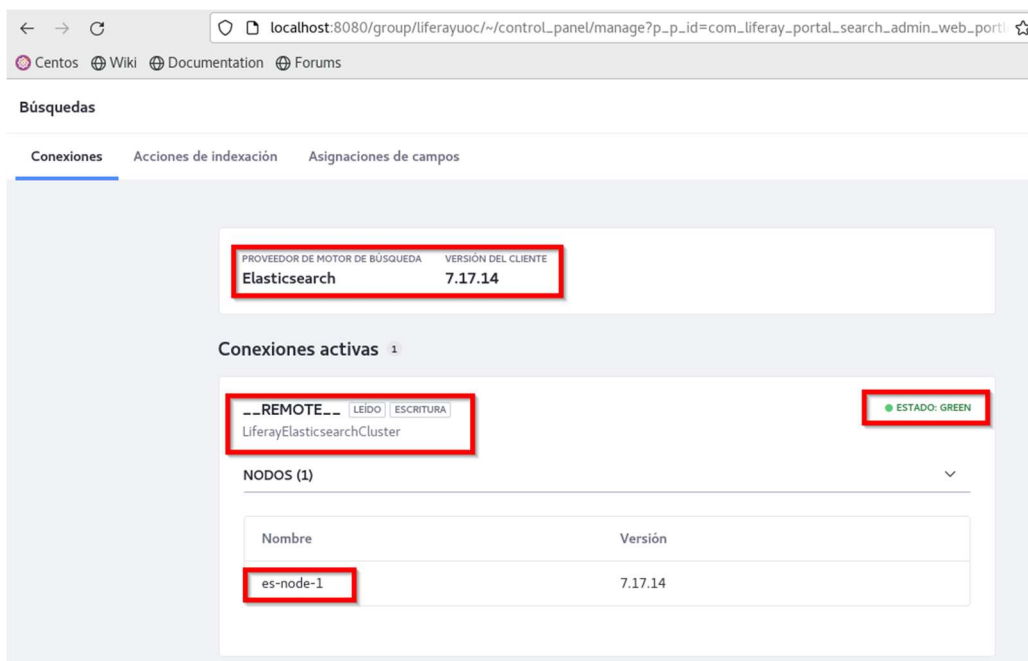 localhost:8080/group/liferayuoc/~/control_panel/manage?p_p_id=com_liferay_portal_search_admin_web_portl
Centos Wiki Documentation Forums
Búsquedas
Conexiones Acciones de indexación Asignaciones de campos
PROVEEDOR DE MOTOR DE BÚSQUEDA VERSIÓN DEL CLIENTE
Elasticsearch 7.17.14
Conexiones activas 1
__REMOTE__ LEÍDO ESCRITURA ESTADO: GREEN
LiferayElasticsearchCluster
NODOS (1)
Nombre Versión
es-node-1 7.17.14